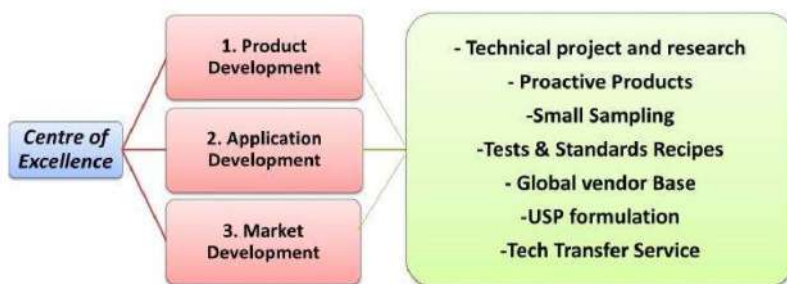 Centre of
Excellence
1. Product
Development
2. Application
Development
3. Market
Development
- Technical project and research
- Proactive Products
-Small Sampling
-Tests & Standards Recipes
- Global vendor Base
-USP formulation
-Tech Transfer Service